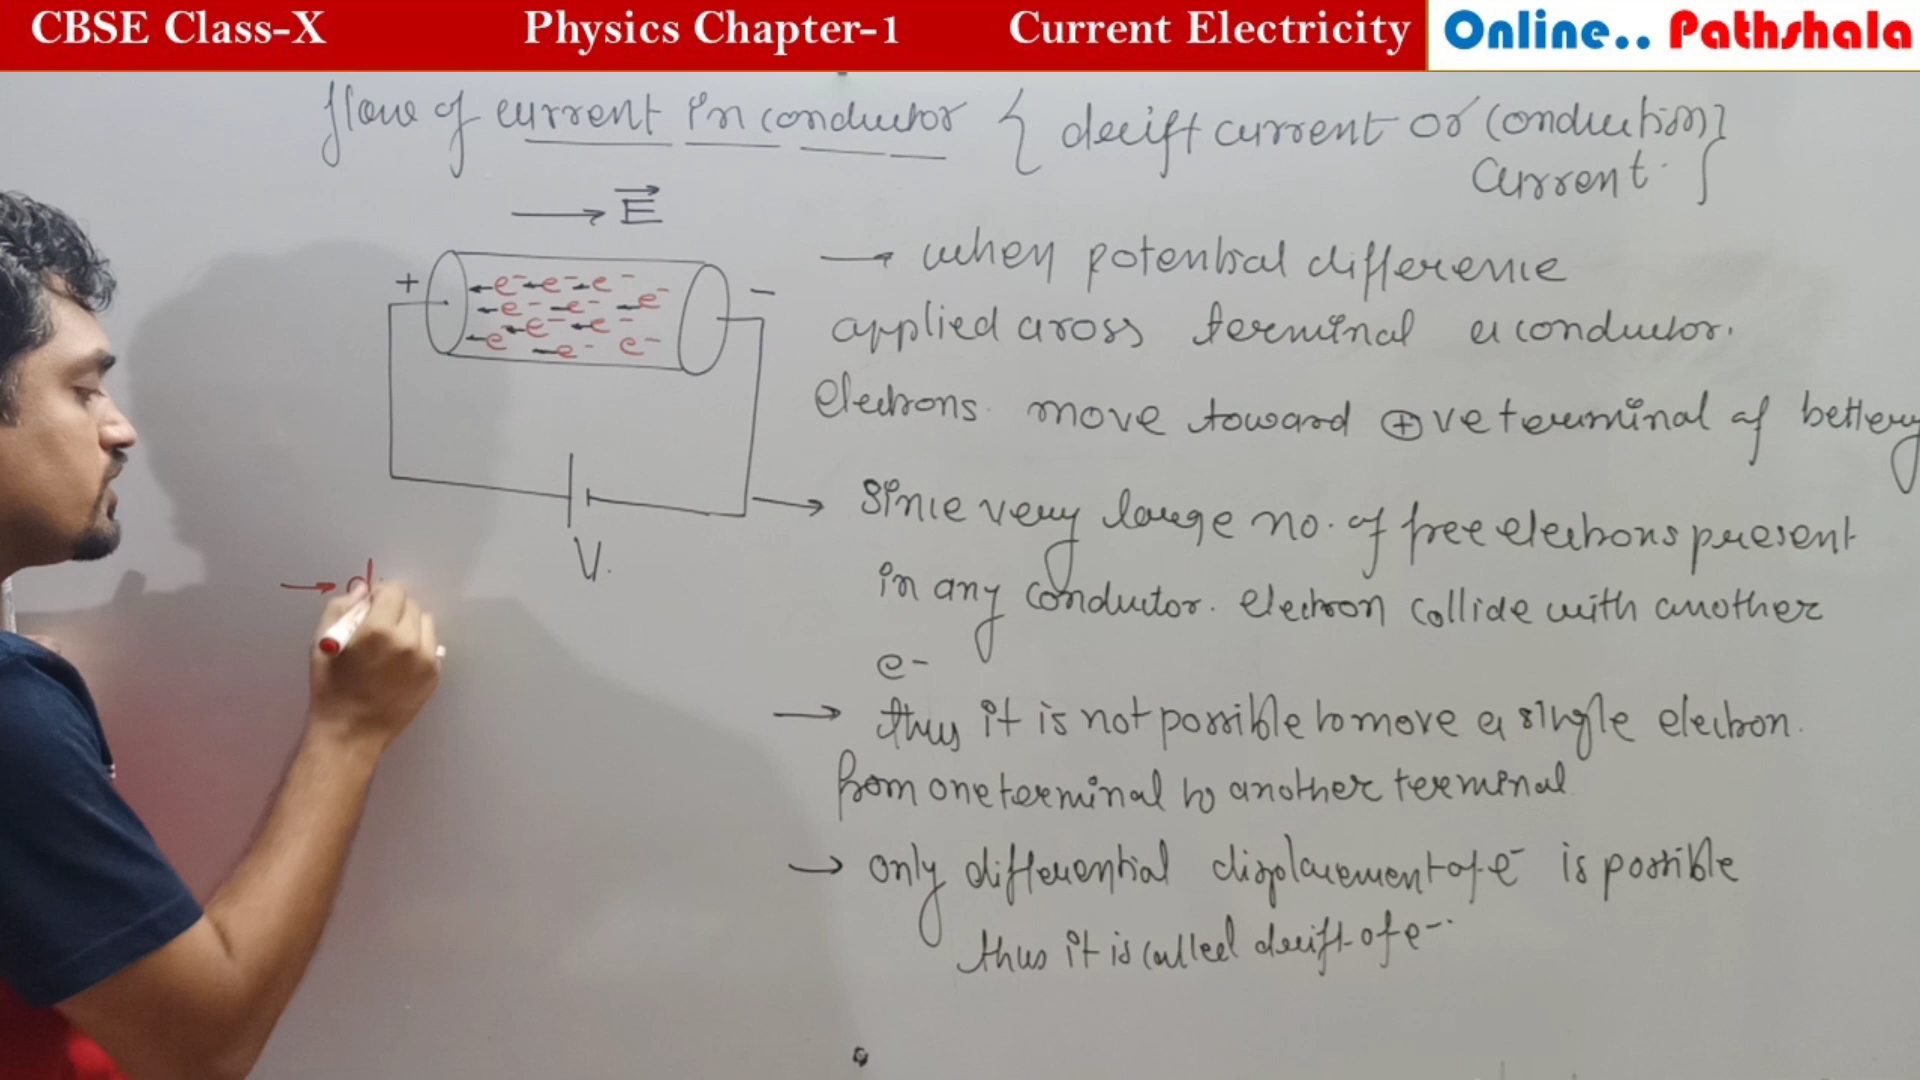 CBSE Class-X Physics Chapter-1 Current Electricity Online.. Pathshala
flow of current in conductor { drift current or conduction
current }
→ E
+ e- e- e- -
e- e- e-
e- e-
e- e- e-
V.
→ d
→ when potential difference
applied aross terminal a conductor.
electrons move toward ⊕ve terminal of bettery
→ Since very large no. of free electrons present
in any conductor. electron collide with another
e-
→ thus it is not possible to move a single electron.
from one terminal to another terminal
→ only differential displacement of e- is possible
thus it is called drift of e-.